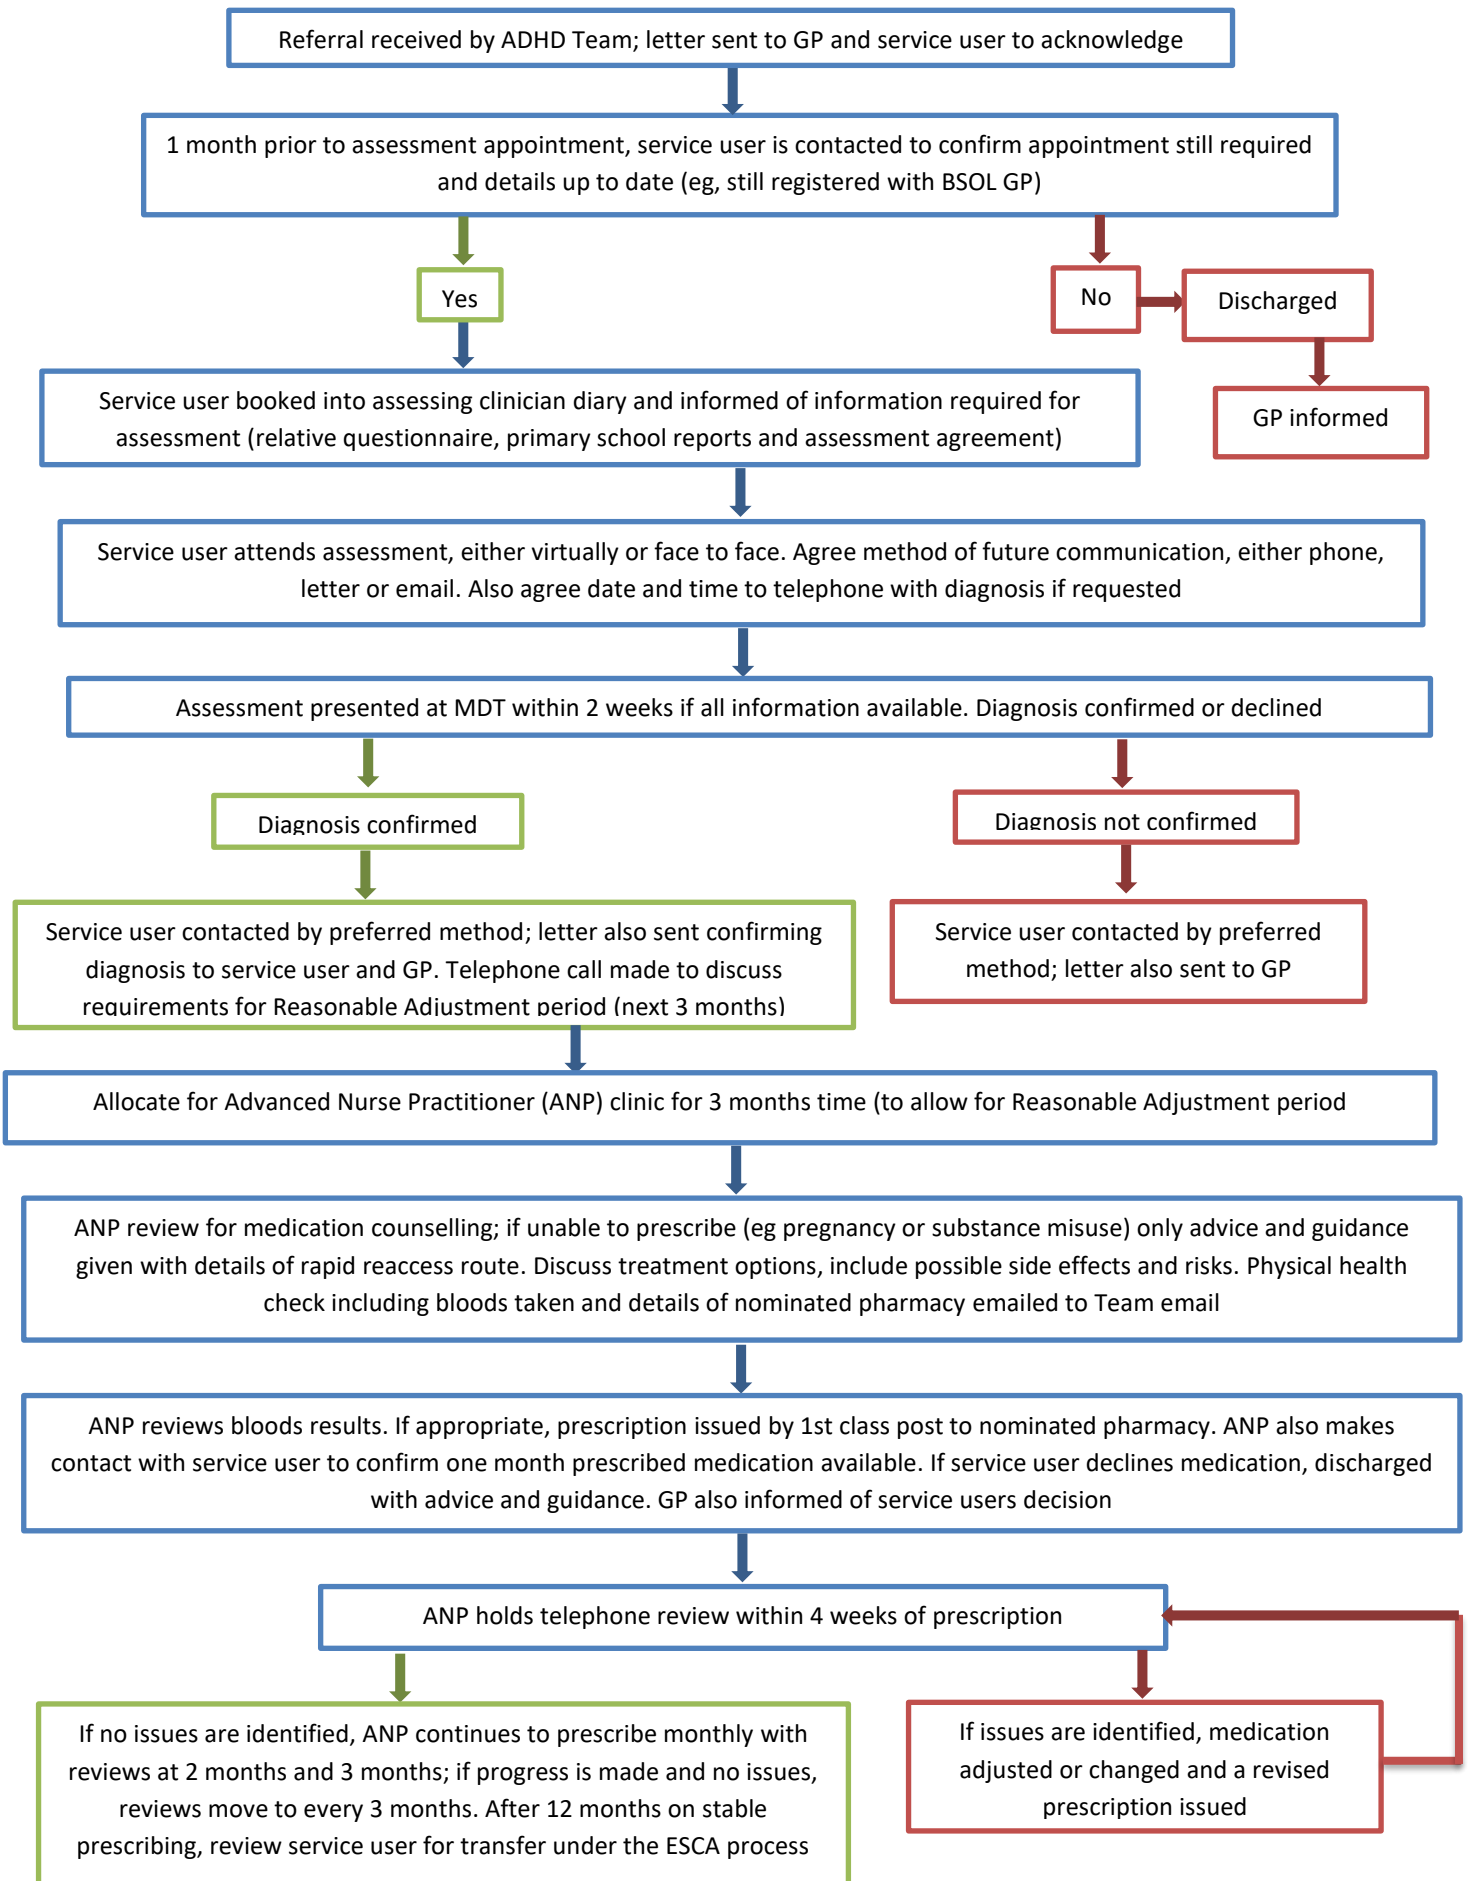 Referral received by ADHD Team; letter sent to GP and service user to acknowledge
1 month prior to assessment appointment, service user is contacted to confirm appointment still required
and details up to date (eg, still registered with BSOL GP)
Yes
No
Discharged
GP informed
Service user booked into assessing clinician diary and informed of information required for
assessment (relative questionnaire, primary school reports and assessment agreement)
Service user attends assessment, either virtually or face to face. Agree method of future communication, either phone,
letter or email. Also agree date and time to telephone with diagnosis if requested
Assessment presented at MDT within 2 weeks if all information available. Diagnosis confirmed or declined
Diagnosis confirmed
Diagnosis not confirmed
Service user contacted by preferred method; letter also sent confirming
diagnosis to service user and GP. Telephone call made to discuss
requirements for Reasonable Adjustment period (next 3 months)
Service user contacted by preferred
method; letter also sent to GP
Allocate for Advanced Nurse Practitioner (ANP) clinic for 3 months time (to allow for Reasonable Adjustment period
ANP review for medication counselling; if unable to prescribe (eg pregnancy or substance misuse) only advice and guidance
given with details of rapid reaccess route. Discuss treatment options, include possible side effects and risks. Physical health
check including bloods taken and details of nominated pharmacy emailed to Team email
ANP reviews bloods results. If appropriate, prescription issued by 1st class post to nominated pharmacy. ANP also makes
contact with service user to confirm one month prescribed medication available. If service user declines medication, discharged
with advice and guidance. GP also informed of service users decision
ANP holds telephone review within 4 weeks of prescription
If no issues are identified, ANP continues to prescribe monthly with
reviews at 2 months and 3 months; if progress is made and no issues,
reviews move to every 3 months. After 12 months on stable
prescribing, review service user for transfer under the ESCA process
If issues are identified, medication
adjusted or changed and a revised
prescription issued